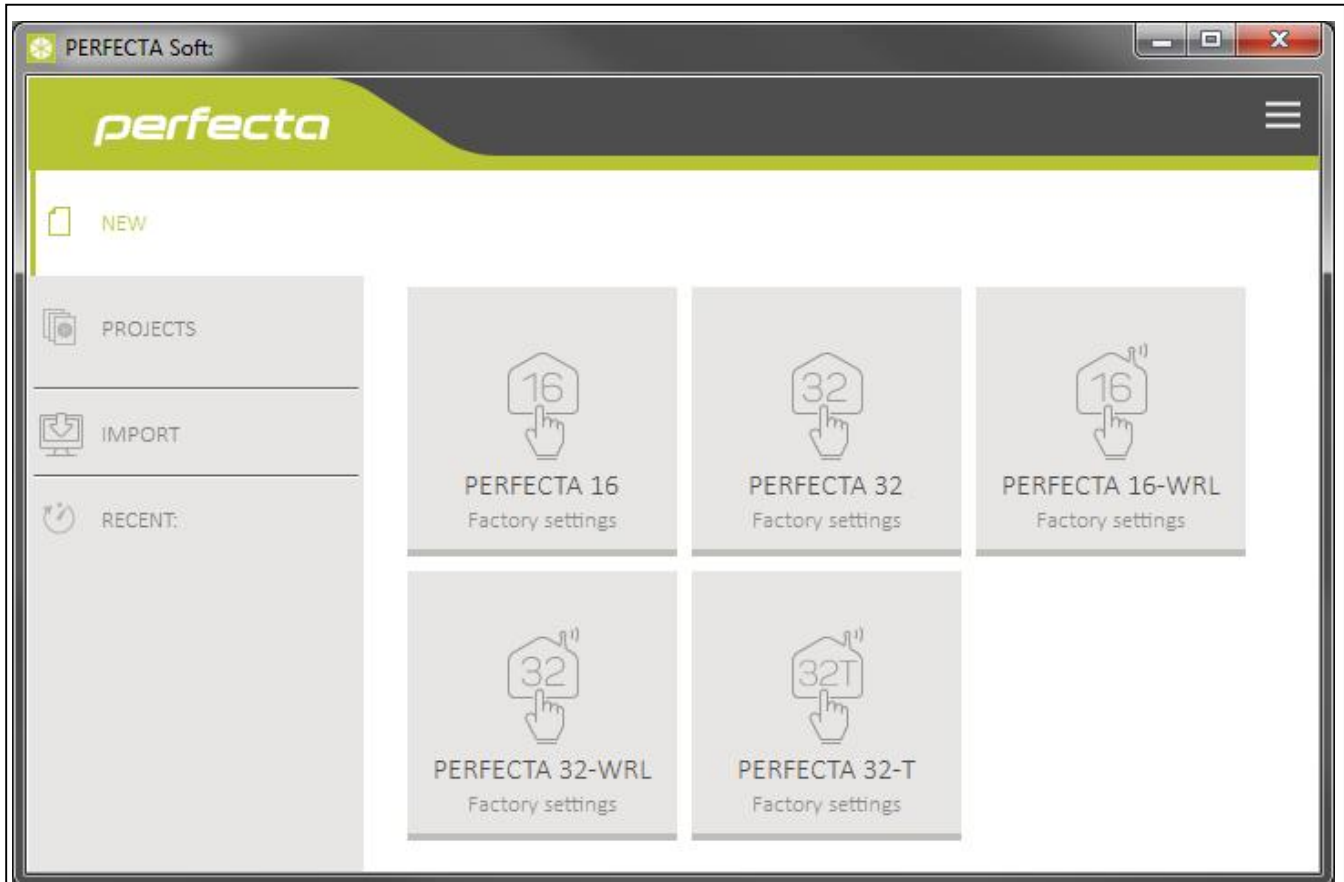 PERFECTA Soft:
perfecta
NEW
PROJECTS
IMPORT
RECENT:
16
PERFECTA 16
Factory settings
32
PERFECTA 32
Factory settings
16
PERFECTA 16-WRL
Factory settings
32
PERFECTA 32-WRL
Factory settings
32T
PERFECTA 32-T
Factory settings